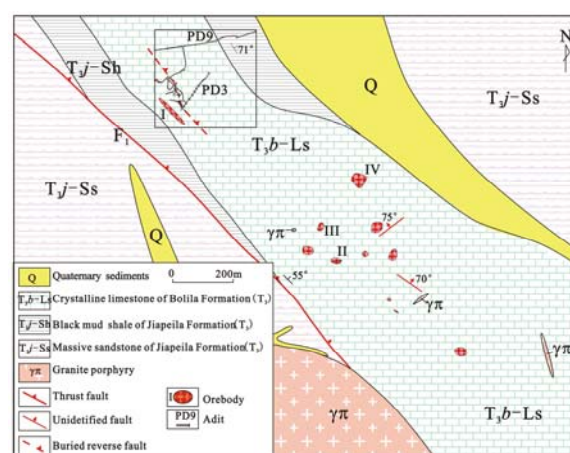 PD9
71°
N
T₃j-Sh
PD3
Q
T₃j-Ss
I
F₁
T₃b-Ls
IV
T₃j-Ss
75°
γπ
III
Q
II
55°
70°
γπ
Q Quaternary sediments
0 200m
T₃b-Ls Crystalline limestone of Bolila Formation(T₃)
T₃j-Sh Black mud shale of Jiapeila Formation(T₃)
γπ
T₃j-Ss Massive sandstone of Jiapeila Formation(T₃)
γπ Granite porphyry
Thrust fault
I Orebody
Unidetified fault
PD9 Adit
γπ
T₃b-Ls
Buried reverse fault